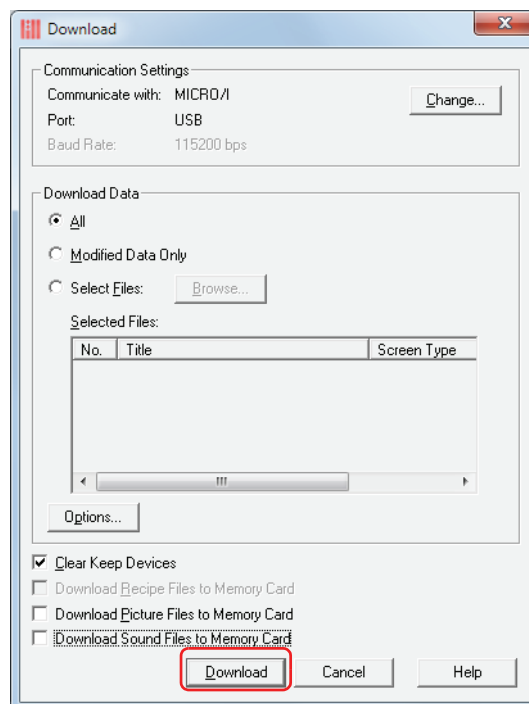 Download
Communication Settings
Communicate with: MICRO/I
Change...
Port: USB
Baud Rate: 115200 bps
Download Data
All
Modified Data Only
Select Files: Browse...
Selected Files:
No. Title Screen Type
Options...
Clear Keep Devices
Download Recipe Files to Memory Card
Download Picture Files to Memory Card
Download Sound Files to Memory Card
Download Cancel Help